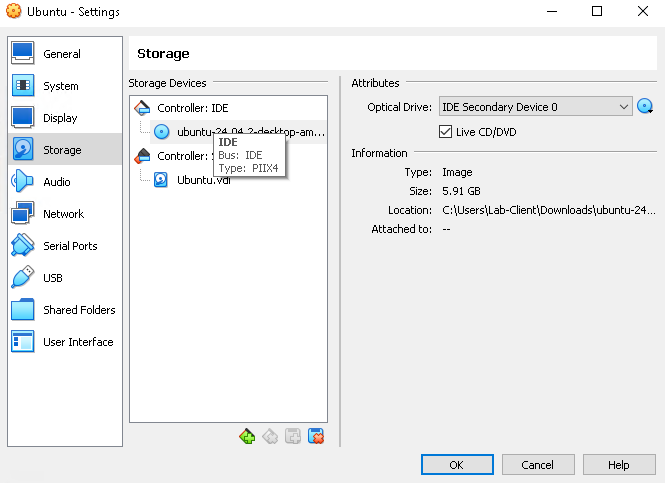 Ubuntu - Settings
General
System
Display
Storage
Audio
Network
Serial Ports
USB
Shared Folders
User Interface
Storage
Storage Devices
Controller: IDE
ubuntu-24.04.2-desktop-am...
IDE
Bus: IDE
Type: PIIX4
Controller:
Ubuntu.vdi
Attributes
Optical Drive: IDE Secondary Device 0
Live CD/DVD
Information
Type: Image
Size: 5.91 GB
Location: C:\Users\Lab-Client\Downloads\ubuntu-24...
Attached to: --
OK
Cancel
Help